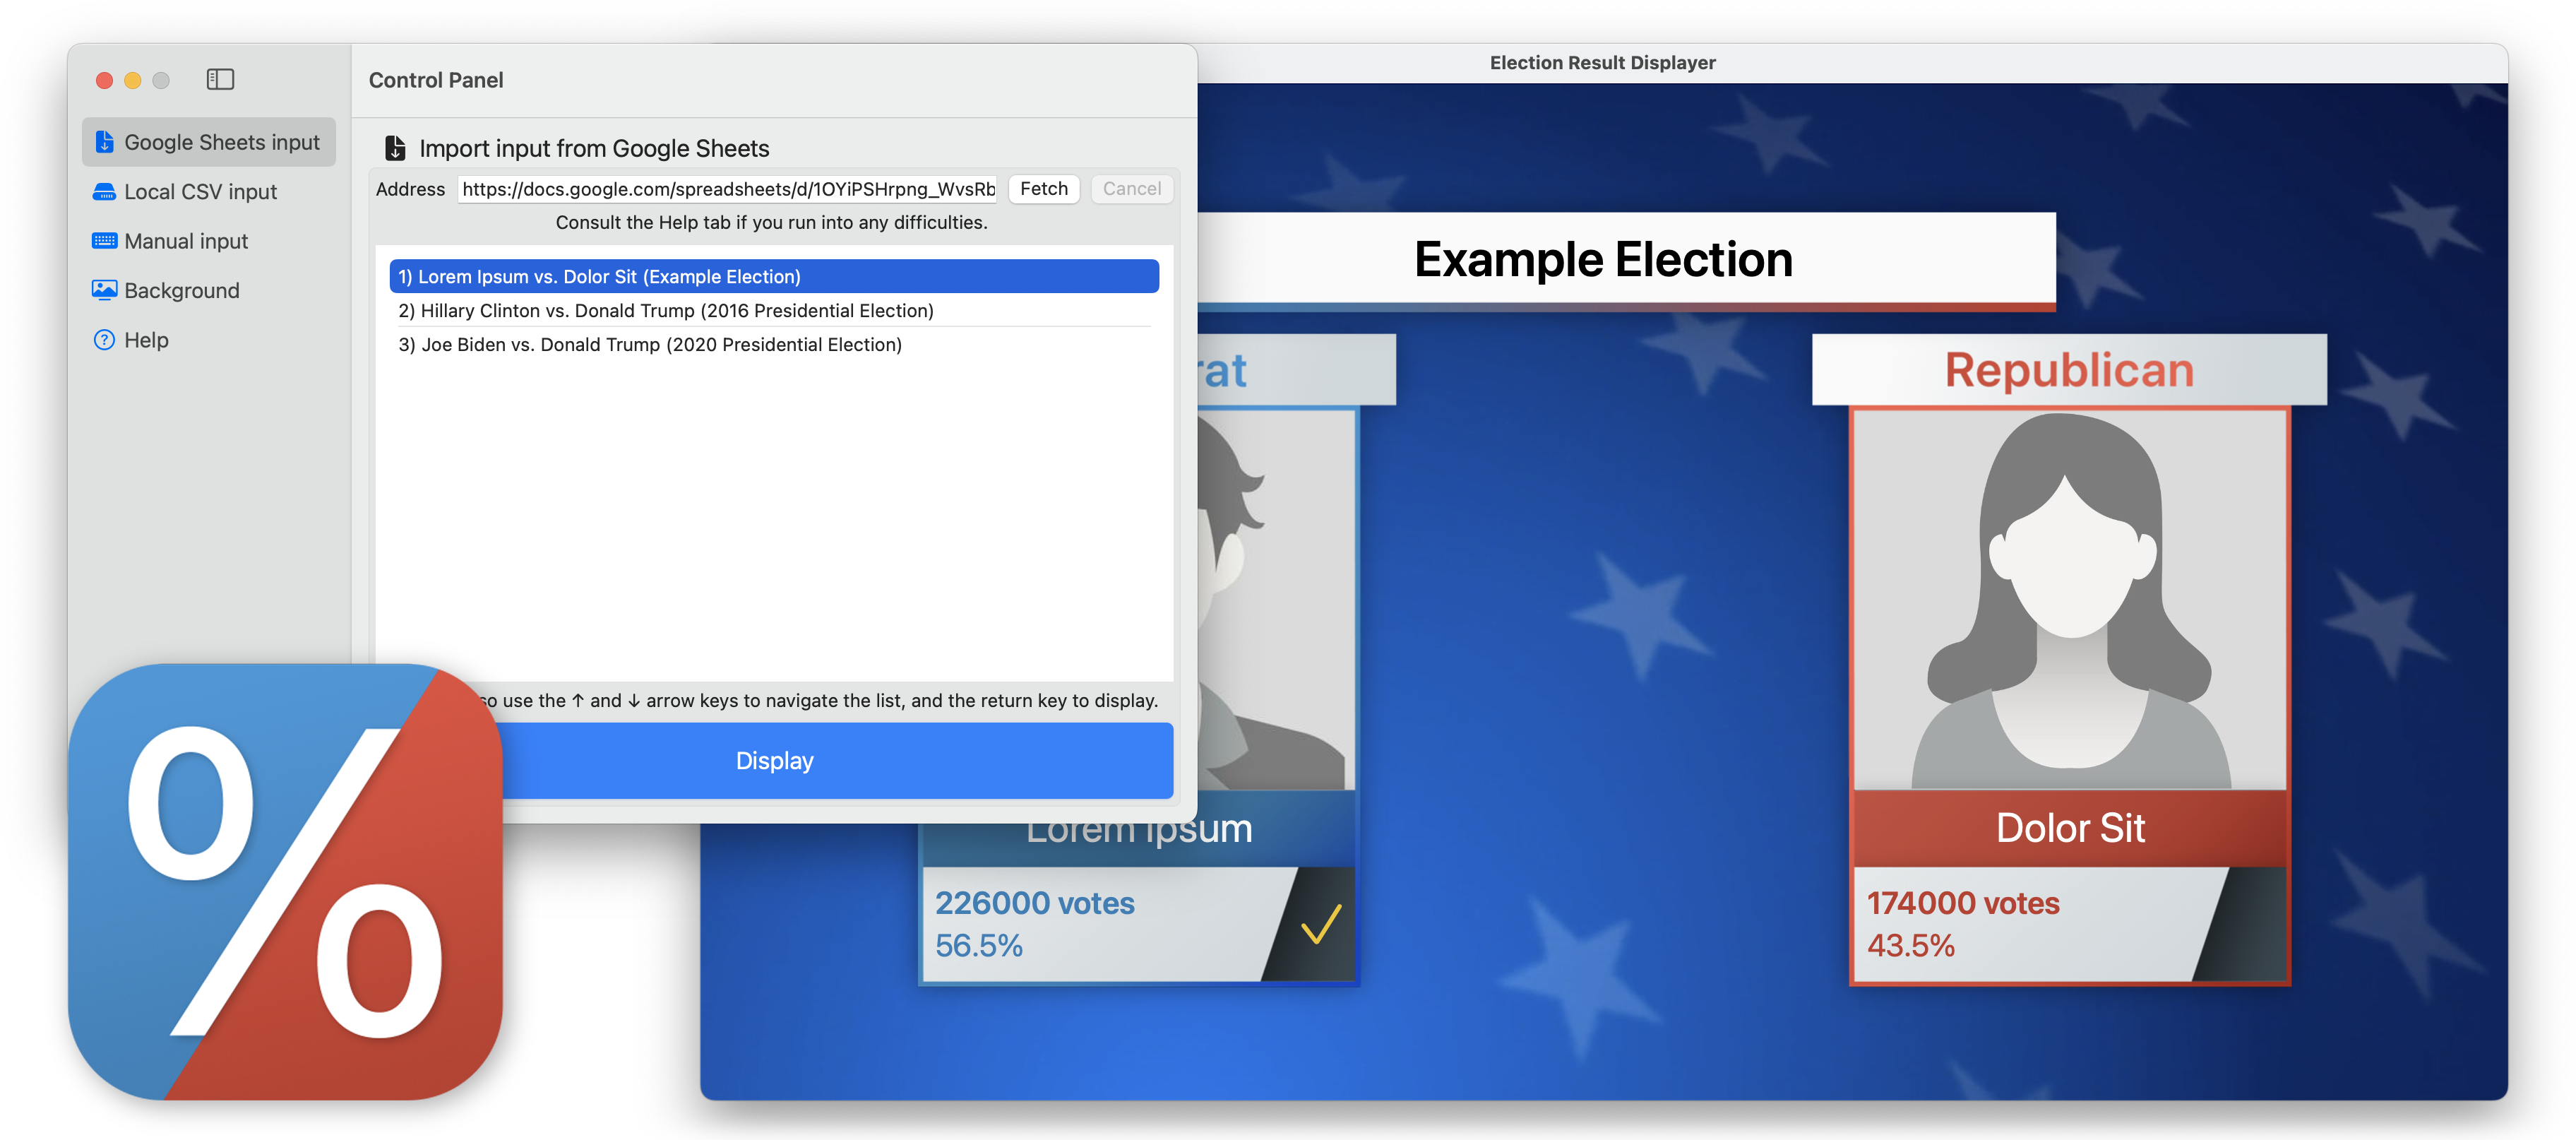 Control Panel
Google Sheets input
Local CSV input
Manual input
Background
Help
Import input from Google Sheets
Address https://docs.google.com/spreadsheets/d/1OYiPSHrpng_WvsRb Fetch Cancel
Consult the Help tab if you run into any difficulties.
1) Lorem Ipsum vs. Dolor Sit (Example Election)
2) Hillary Clinton vs. Donald Trump (2016 Presidential Election)
3) Joe Biden vs. Donald Trump (2020 Presidential Election)
so use the ↑ and ↓ arrow keys to navigate the list, and the return key to display.
Display
%
Election Result Displayer
Example Election
rat
Lorem Ipsum
226000 votes
56.5%
Republican
Dolor Sit
174000 votes
43.5%